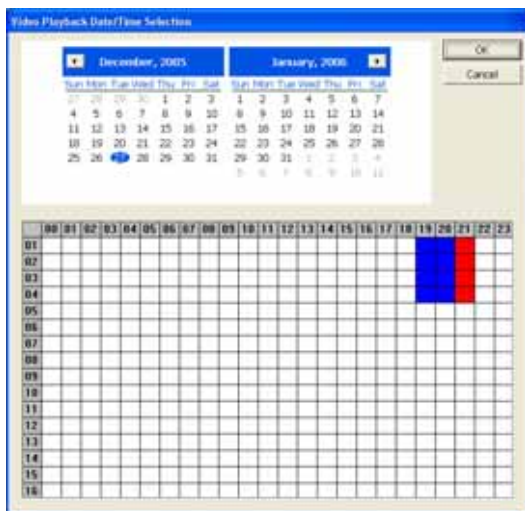 Video Playback Date/Time Selection
December, 2005
January, 2006
OK
Cancel
Sun Mon Tue Wed Thu Fri Sat
Sun Mon Tue Wed Thu Fri Sat
27 28 29 30 1 2 3
1 2 3 4 5 6 7
4 5 6 7 8 9 10
8 9 10 11 12 13 14
11 12 13 14 15 16 17
15 16 17 18 19 20 21
18 19 20 21 22 23 24
22 23 24 25 26 27 28
25 26 27 28 29 30 31
29 30 31 1 2 3 4
5 6 7 8 9 10 11
00 01 02 03 04 05 06 07 08 09 10 11 12 13 14 15 16 17 18 19 20 21 22 23
01
02
03
04
05
06
07
08
09
10
11
12
13
14
15
16